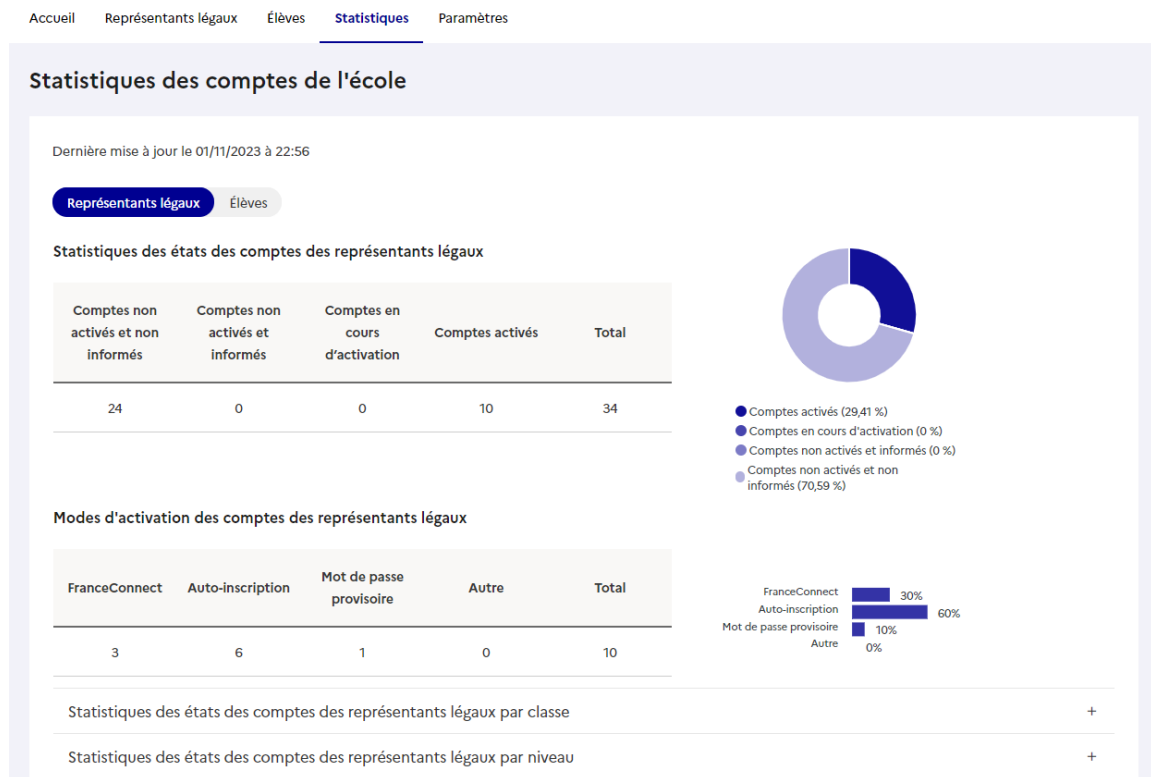 Accueil Représentants légaux Élèves Statistiques Paramètres
Statistiques des comptes de l'école
Dernière mise à jour le 01/11/2023 à 22:56
Représentants légaux Élèves
Statistiques des états des comptes des représentants légaux
Comptes non activés et non informés Comptes non activés et informés Comptes en cours d'activation Comptes activés Total
24 0 0 10 34
Comptes activés (29,41 %)
Comptes en cours d'activation (0 %)
Comptes non activés et informés (0 %)
Comptes non activés et non
informés (70,59 %)
Modes d'activation des comptes des représentants légaux
FranceConnect Auto-inscription Mot de passe provisoire Autre Total
3 6 1 0 10
FranceConnect 30%
Auto-inscription 60%
Mot de passe provisoire 10%
Autre 0%
Statistiques des états des comptes des représentants légaux par classe +
Statistiques des états des comptes des représentants légaux par niveau +